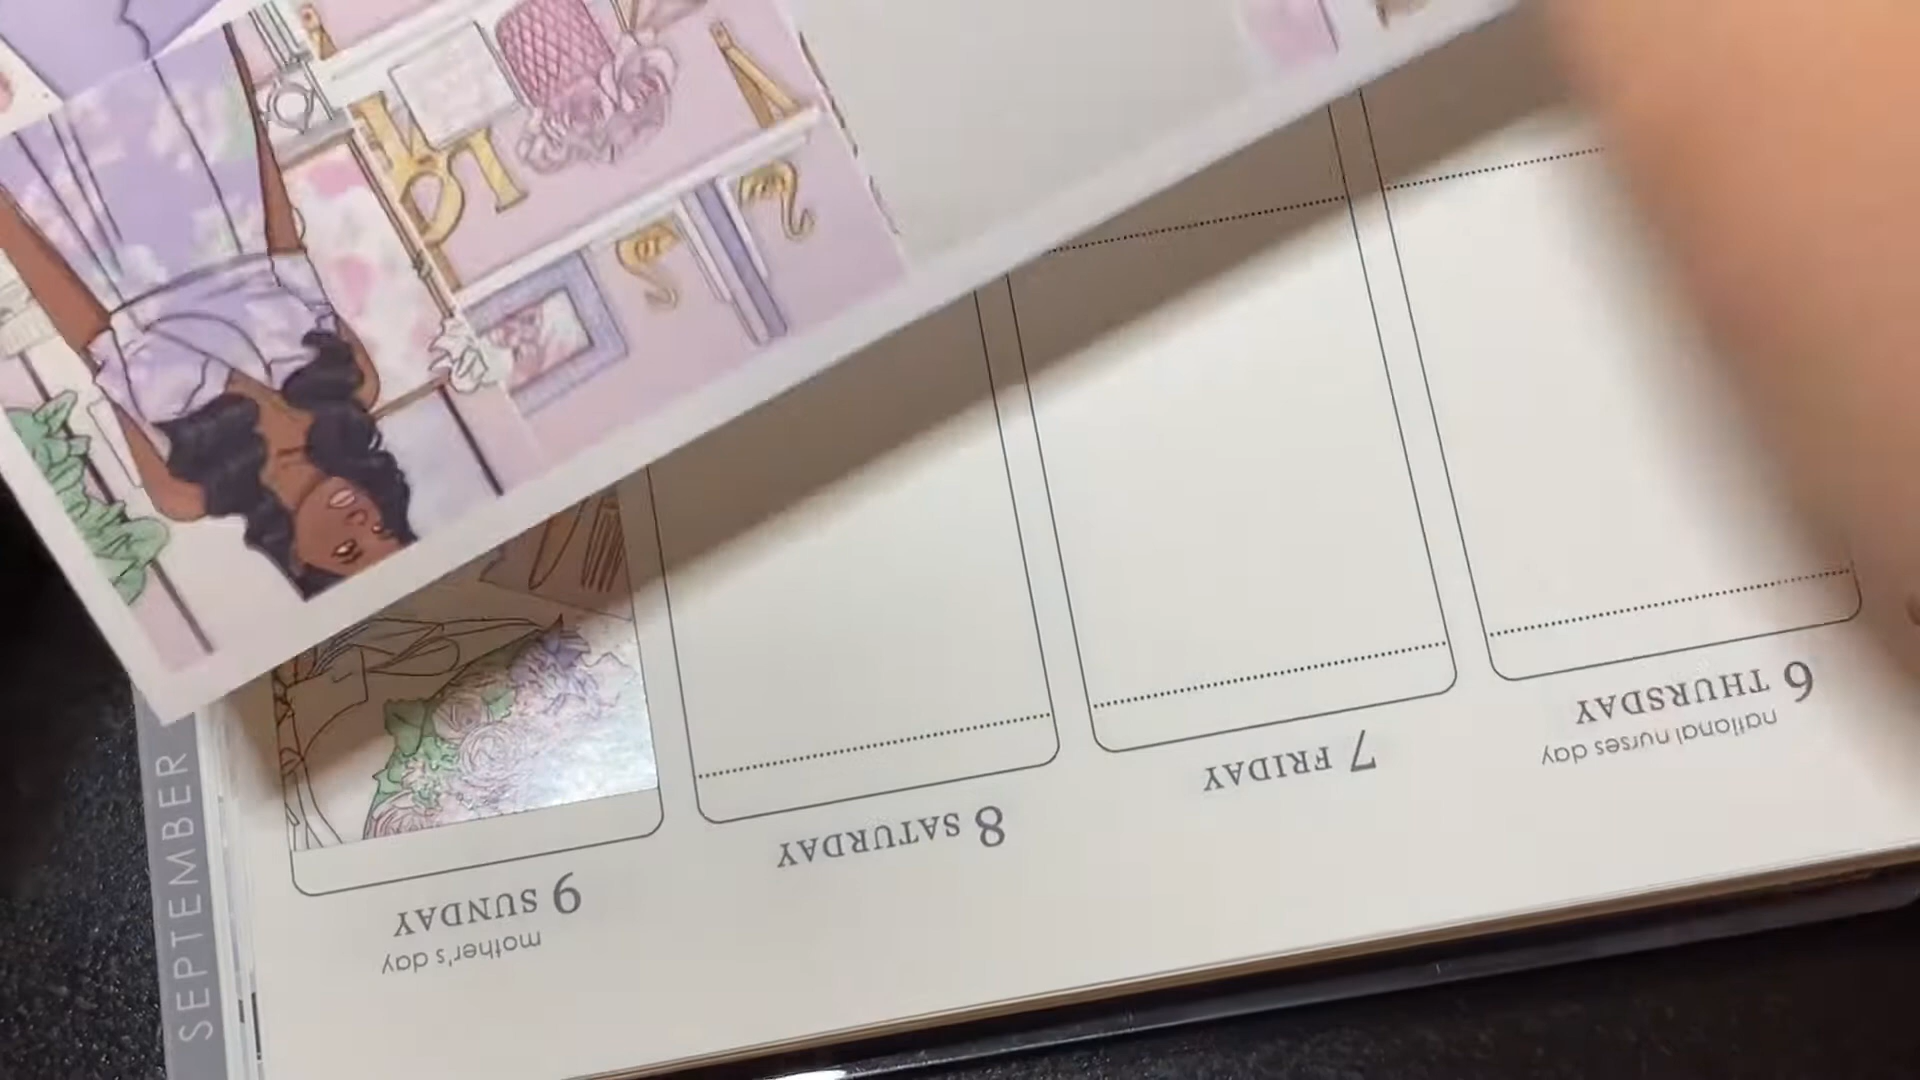 6 THURSDAY
national nurses day
7 FRIDAY
8 SATURDAY
9 SUNDAY
mother's day
SEPTEMBER